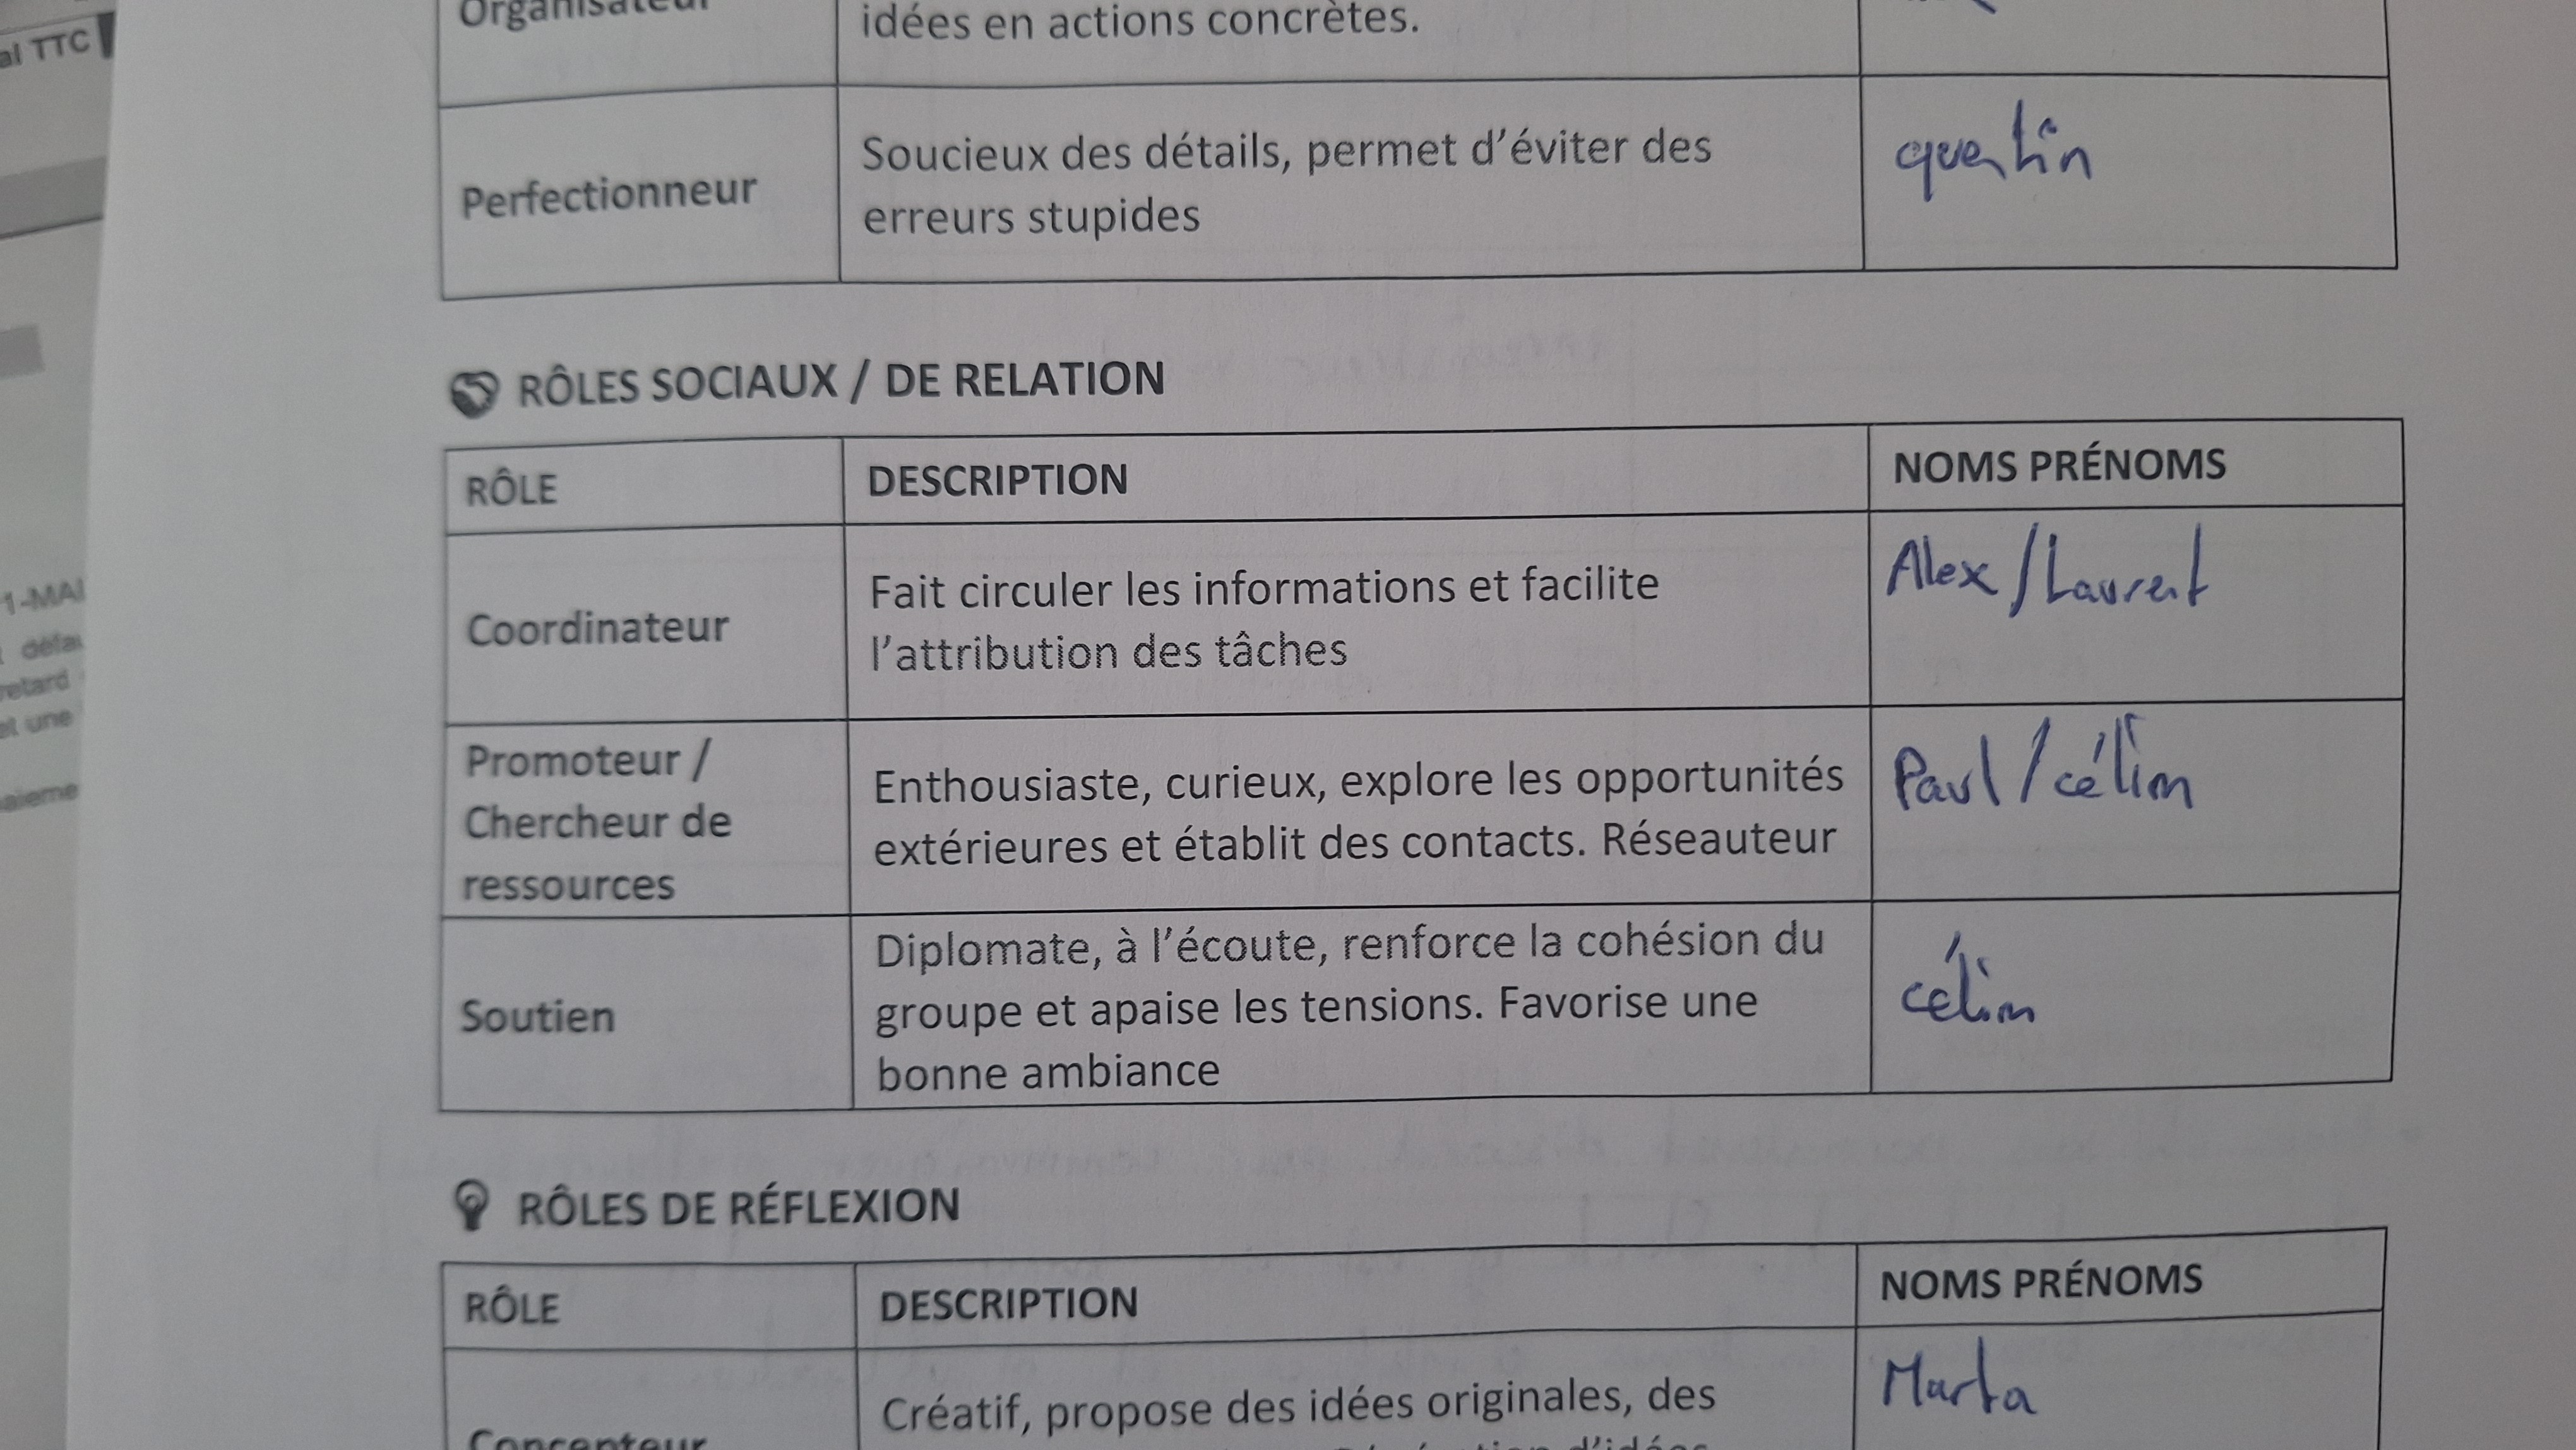 al TTC
Organisateur
idées en actions concrètes.
Perfectionneur
Soucieux des détails, permet d'éviter des
erreurs stupides
quentin
RÔLES SOCIAUX / DE RELATION
RÔLE
DESCRIPTION
NOMS PRÉNOMS
Coordinateur
Fait circuler les informations et facilite
l'attribution des tâches
Alex / Laurent
Promoteur /
Chercheur de
ressources
Enthousiaste, curieux, explore les opportunités
extérieures et établit des contacts. Réseauteur
Paul / célim
Soutien
Diplomate, à l'écoute, renforce la cohésion du
groupe et apaise les tensions. Favorise une
bonne ambiance
célim
RÔLES DE RÉFLEXION
RÔLE
DESCRIPTION
NOMS PRÉNOMS
Concepteur
Créatif, propose des idées originales, des
d'idées
Marta
1-MAI
défau
retard
et une
aieme